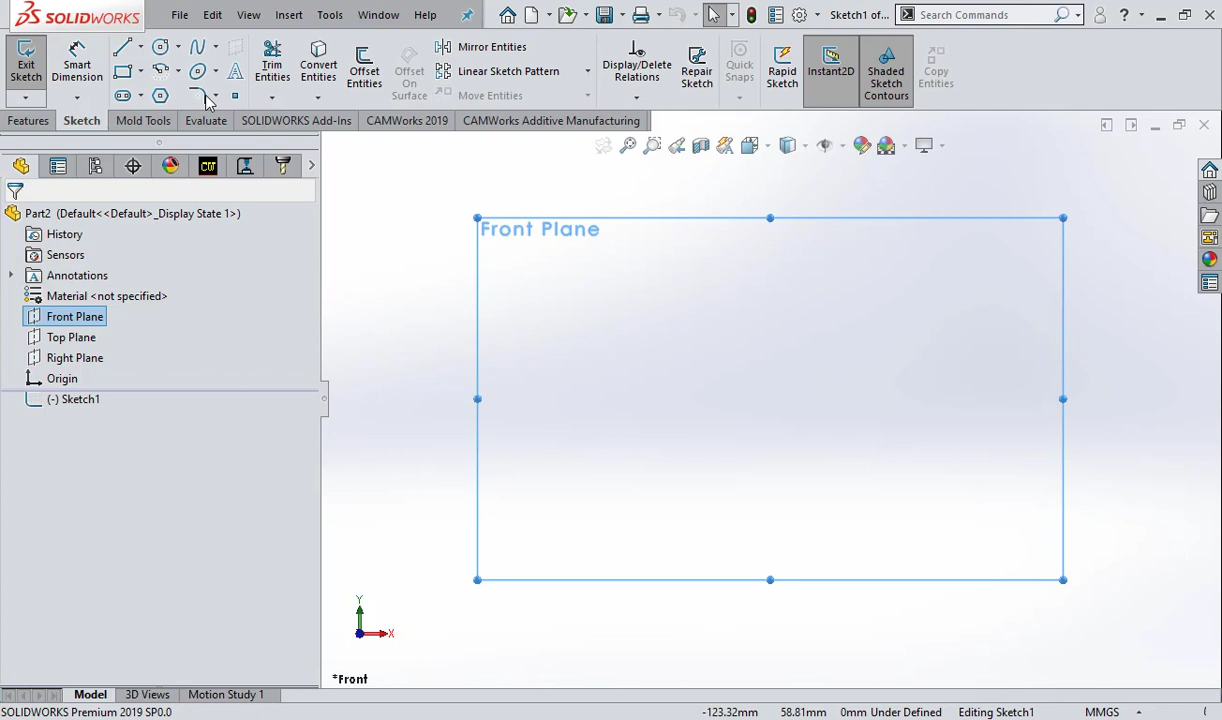 SOLIDWORKS
File Edit View Insert Tools Window Help
Sketch1 of...
Search Commands
Exit Sketch
Smart Dimension
Trim Entities
Convert Entities
Offset Entities
Offset On Surface
Mirror Entities
Linear Sketch Pattern
Move Entities
Display/Delete Relations
Repair Sketch
Quick Snaps
Rapid Sketch
Instant2D
Shaded Sketch Contours
Copy Entities
Features Sketch Mold Tools Evaluate SOLIDWORKS Add-Ins CAMWorks 2019 CAMWorks Additive Manufacturing
Part2 (Default<<Default>_Display State 1>)
History
Sensors
Annotations
Material <not specified>
Front Plane
Top Plane
Right Plane
Origin
(-) Sketch1
Front Plane
Y
X
*Front
Model 3D Views Motion Study 1
SOLIDWORKS Premium 2019 SP0.0
-123.32mm 58.81mm 0mm Under Defined Editing Sketch1 MMGS